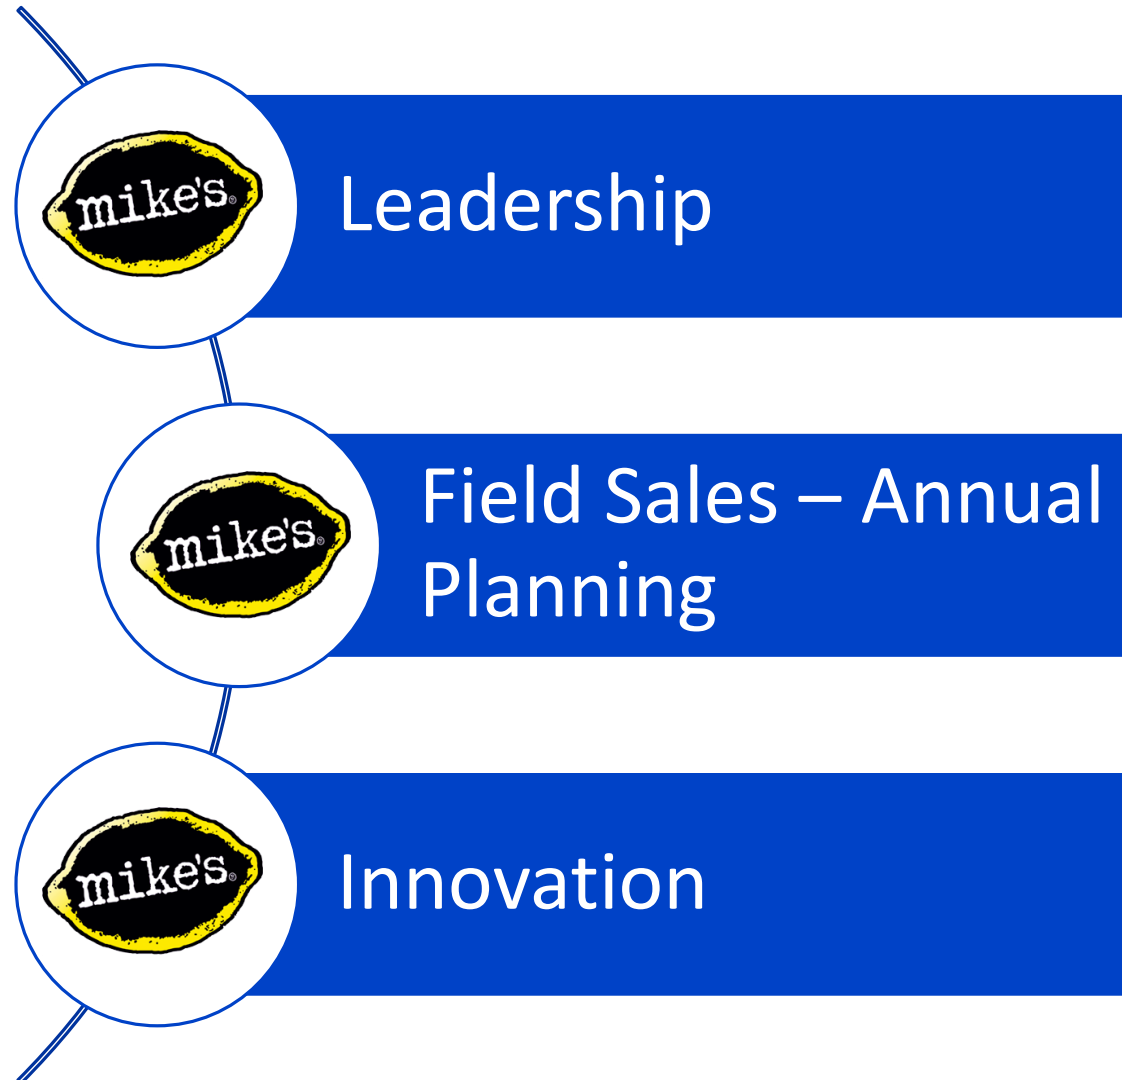 mike's®
Leadership
mike's®
Field Sales – Annual
Planning
mike's®
Innovation